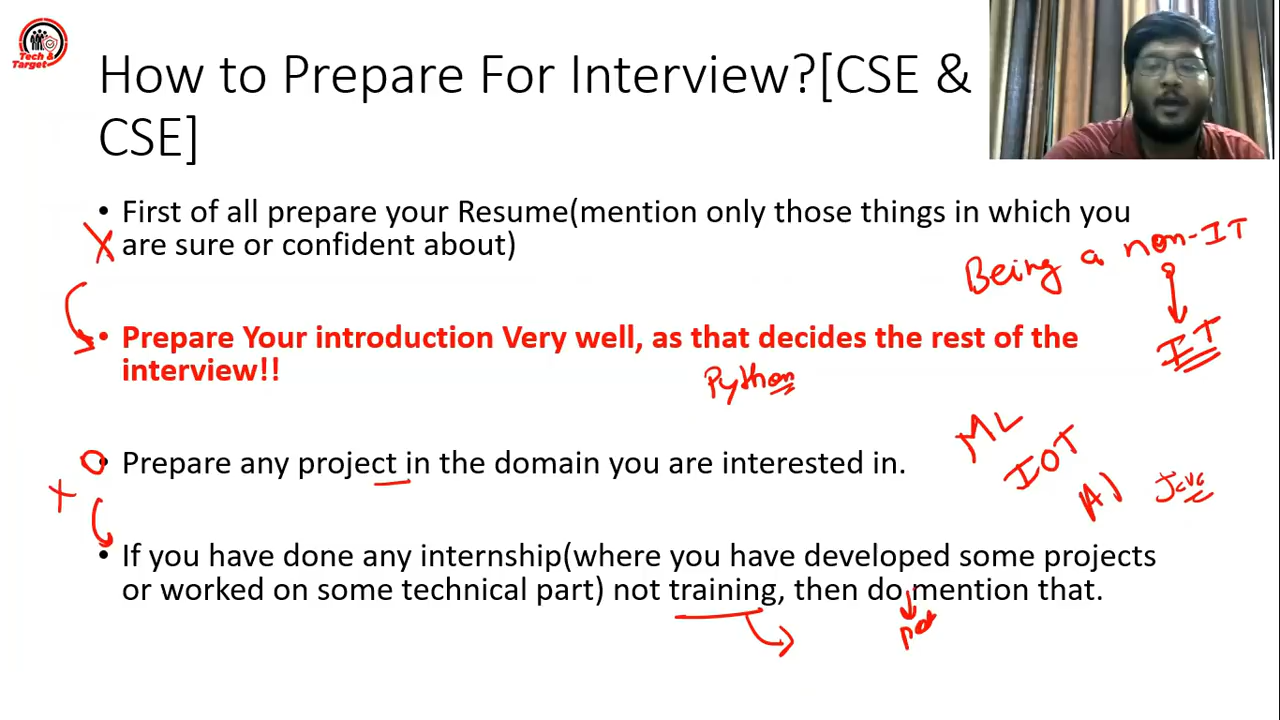 Tech &
Target
How to Prepare For Interview?[CSE &
CSE]
• First of all prepare your Resume(mention only those things in which you
are sure or confident about)
Being a non-IT
IT
• Prepare Your introduction Very well, as that decides the rest of the
interview!!
Python
• Prepare any project in the domain you are interested in.
ML
IOT
AI
• If you have done any internship(where you have developed some projects
or worked on some technical part) not training, then do mention that.